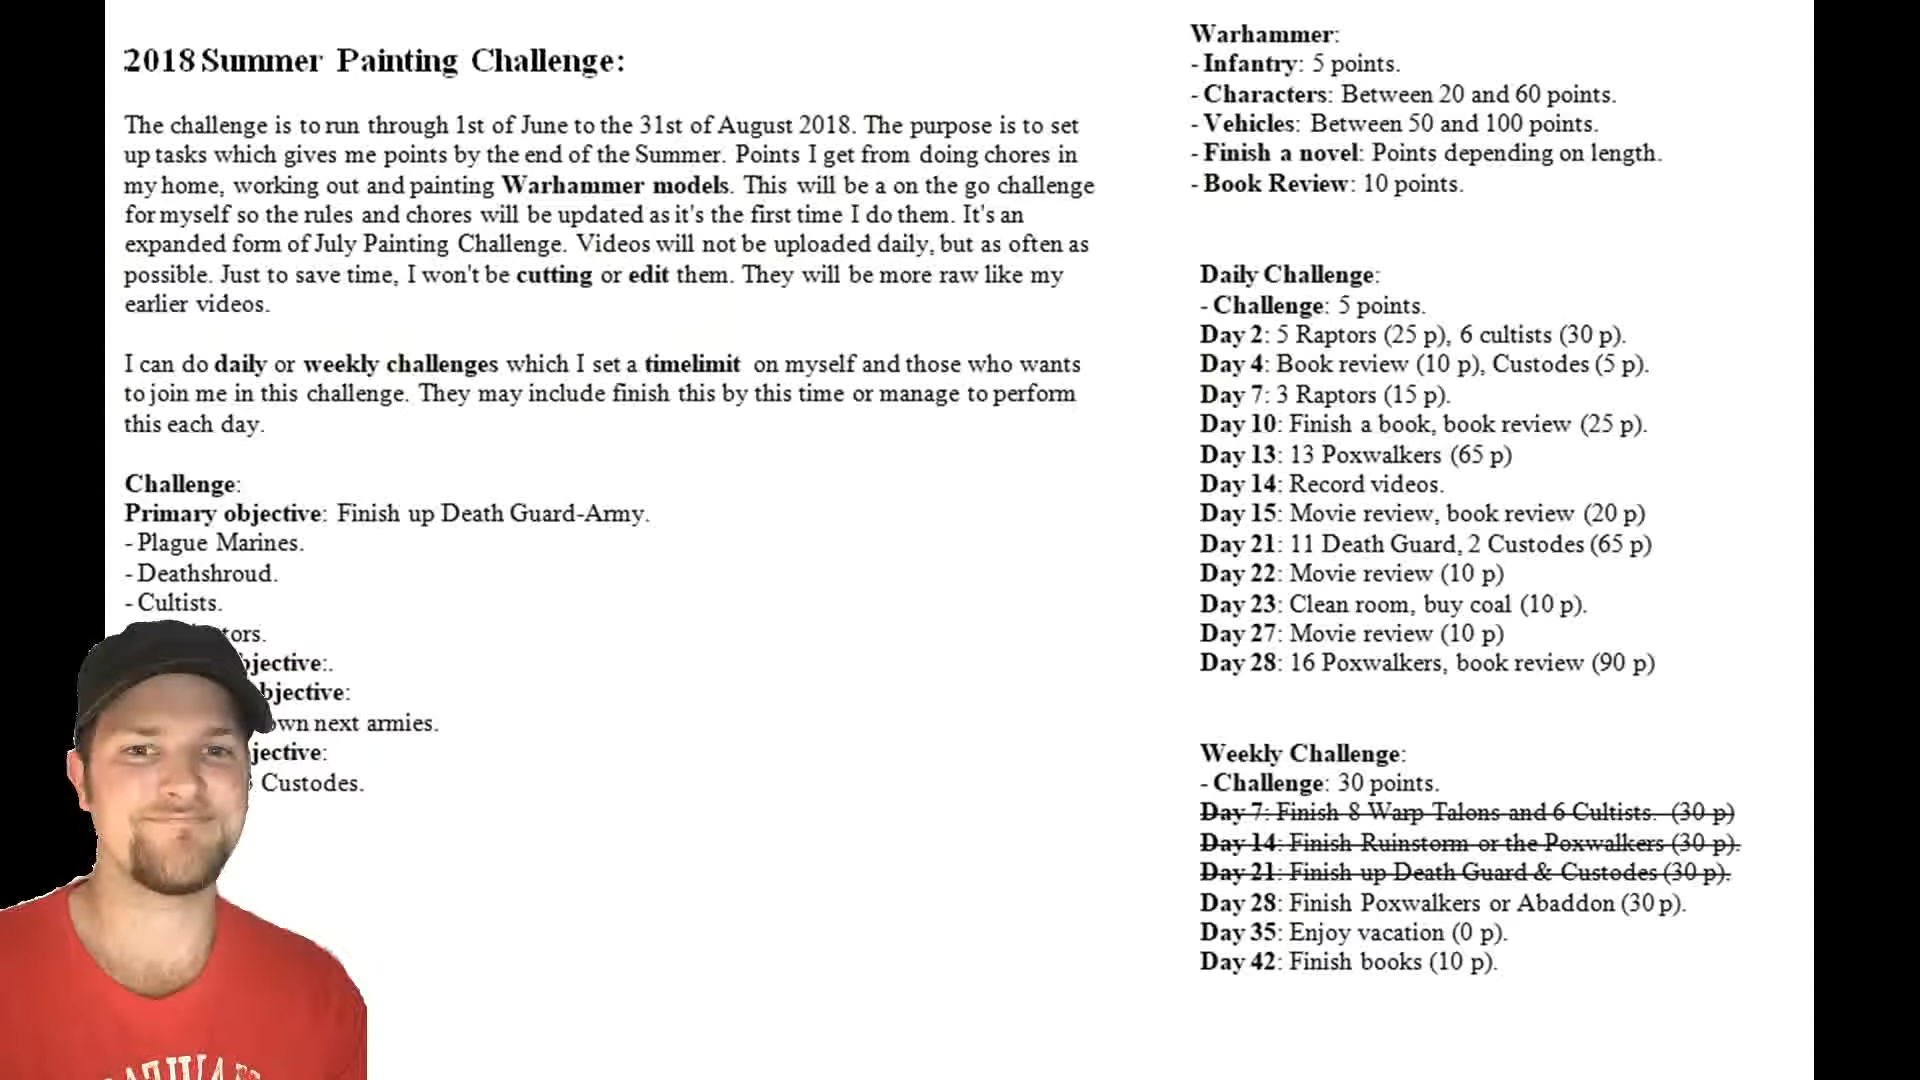 2018 Summer Painting Challenge:
The challenge is to run through 1st of June to the 31st of August 2018. The purpose is to set
up tasks which gives me points by the end of the Summer. Points I get from doing chores in
my home, working out and painting Warhammer models. This will be a on the go challenge
for myself so the rules and chores will be updated as it's the first time I do them. It's an
expanded form of July Painting Challenge. Videos will not be uploaded daily, but as often as
possible. Just to save time, I won't be cutting or edit them. They will be more raw like my
earlier videos.
I can do daily or weekly challenges which I set a timelimit on myself and those who wants
to join me in this challenge. They may include finish this by this time or manage to perform
this each day.
Challenge:
Primary objective: Finish up Death Guard-Army.
- Plague Marines.
- Deathshroud.
- Cultists.
next armies.
Custodes.
Warhammer:
- Infantry: 5 points.
- Characters: Between 20 and 60 points.
- Vehicles: Between 50 and 100 points.
- Finish a novel: Points depending on length.
- Book Review: 10 points.
Daily Challenge:
- Challenge: 5 points.
Day 2: 5 Raptors (25 p), 6 cultists (30 p).
Day 4: Book review (10 p), Custodes (5 p).
Day 7: 3 Raptors (15 p).
Day 10: Finish a book, book review (25 p).
Day 13: 13 Poxwalkers (65 p)
Day 14: Record videos.
Day 15: Movie review, book review (20 p)
Day 21: 11 Death Guard, 2 Custodes (65 p)
Day 22: Movie review (10 p)
Day 23: Clean room, buy coal (10 p).
Day 27: Movie review (10 p)
Day 28: 16 Poxwalkers, book review (90 p)
Weekly Challenge:
- Challenge: 30 points.
Day 7: Finish 8 Warp Talons and 6 Cultists. (30 p)
Day 14: Finish Ruinstorm or the Poxwalkers (30 p).
Day 21: Finish up Death Guard & Custodes (30 p).
Day 28: Finish Poxwalkers or Abaddon (30 p).
Day 35: Enjoy vacation (0 p).
Day 42: Finish books (10 p).